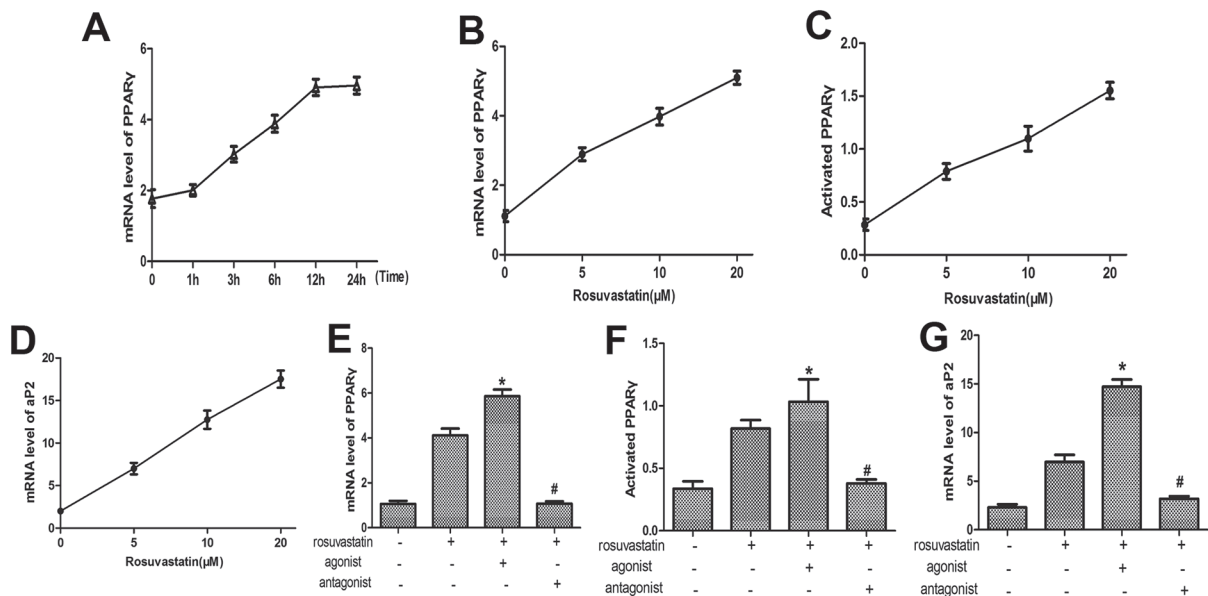 A
mRNA level of PPARγ
6
4
2
0
0 1h 3h 6h 12h 24h (Time)
B
mRNA level of PPARγ
6
4
2
0
0 5 10 20
Rosuvastatin(µM)
C
Activated PPARγ
2.0
1.5
1.0
0.5
0.0
0 5 10 20
Rosuvastatin(µM)
D
mRNA level of aP2
20
15
10
5
0
0 5 10 20
Rosuvastatin(µM)
E
mRNA level of PPARγ
8
6
4
2
0
*
#
rosuvastatin - + + +
agonist - - + -
antagonist - - - +
F
Activated PPARγ
1.5
1.0
0.5
0.0
*
#
rosuvastatin - + + +
agonist - - + -
antagonist - - - +
G
mRNA level of aP2
20
15
10
5
0
*
#
rosuvastatin - + + +
agonist - - + -
antagonist - - - +